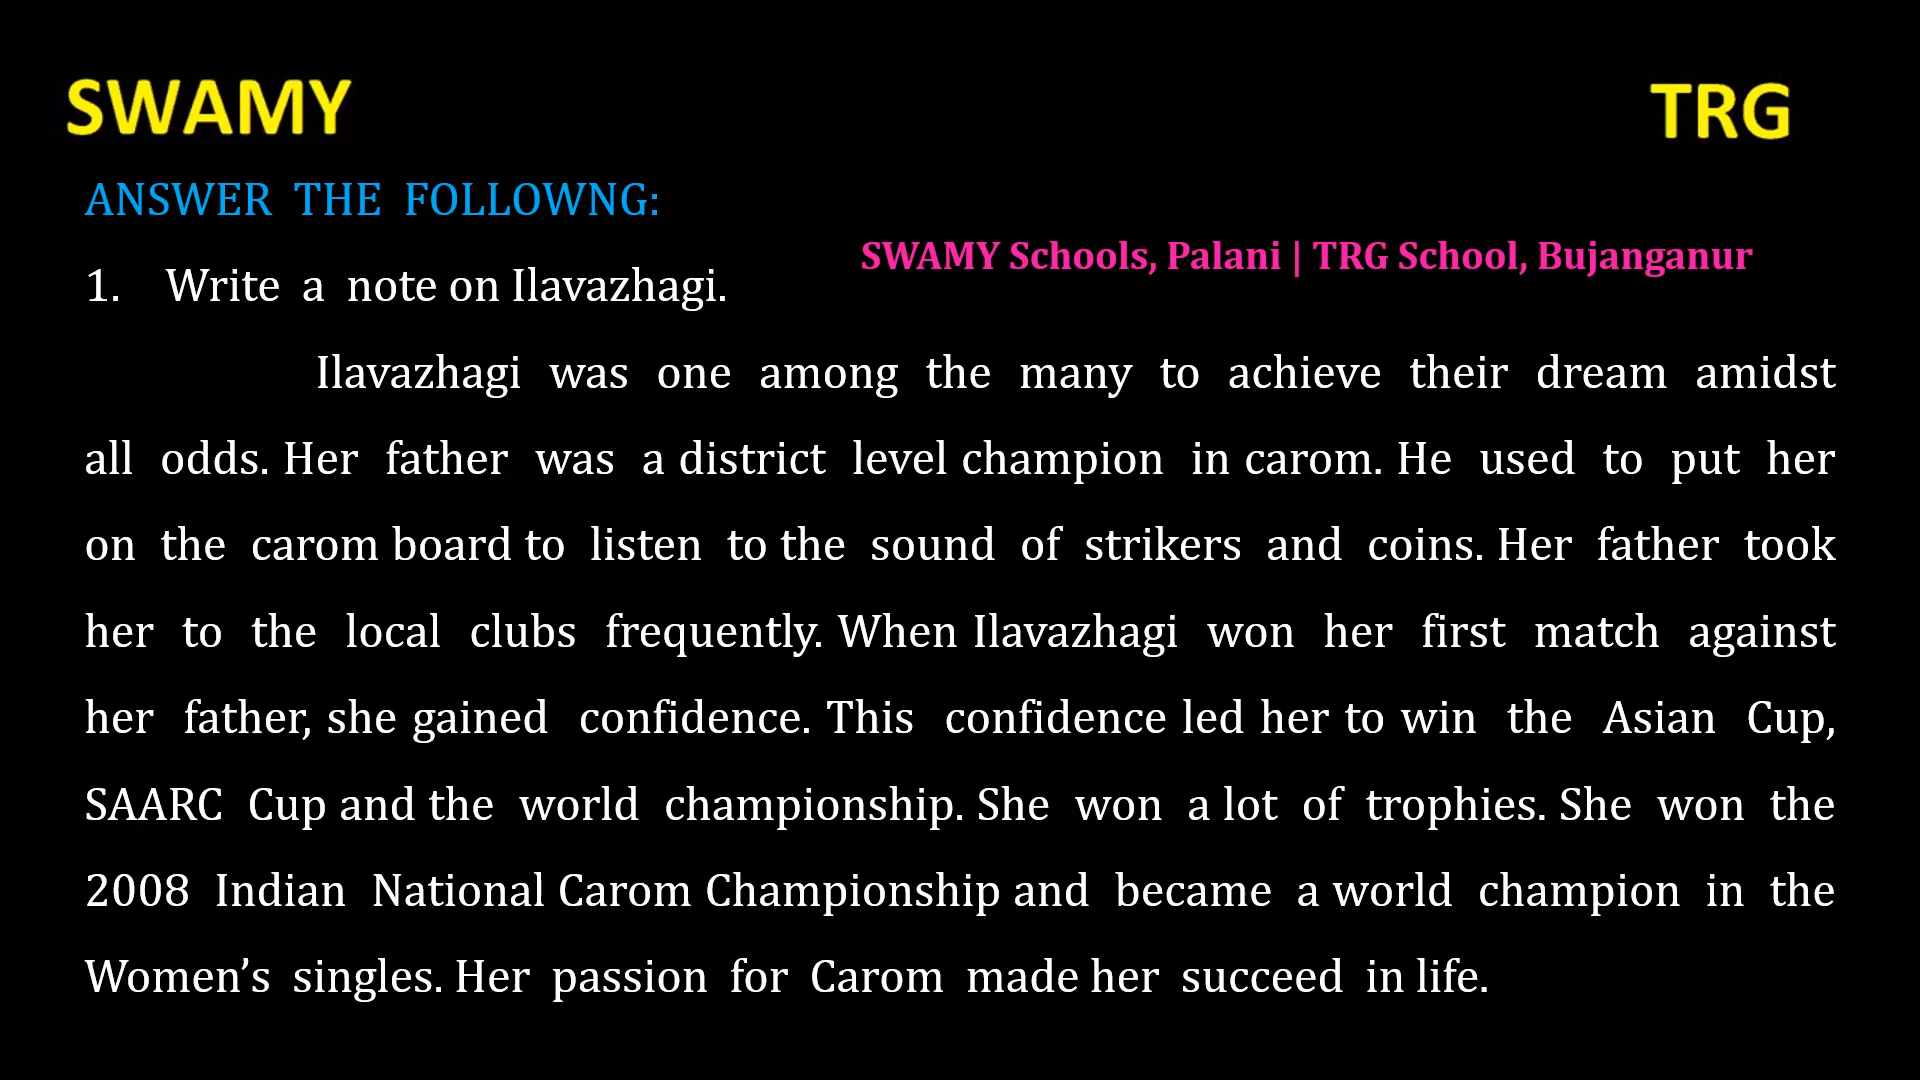 SWAMY
TRG
ANSWER THE FOLLOWNG:
SWAMY Schools, Palani | TRG School, Bujanganur
1. Write a note on Ilavazhagi.
Ilavazhagi was one among the many to achieve their dream amidst
all odds. Her father was a district level champion in carom. He used to put her
on the carom board to listen to the sound of strikers and coins. Her father took
her to the local clubs frequently. When Ilavazhagi won her first match against
her father, she gained confidence. This confidence led her to win the Asian Cup,
SAARC Cup and the world championship. She won a lot of trophies. She won the
2008 Indian National Carom Championship and became a world champion in the
Women’s singles. Her passion for Carom made her succeed in life.